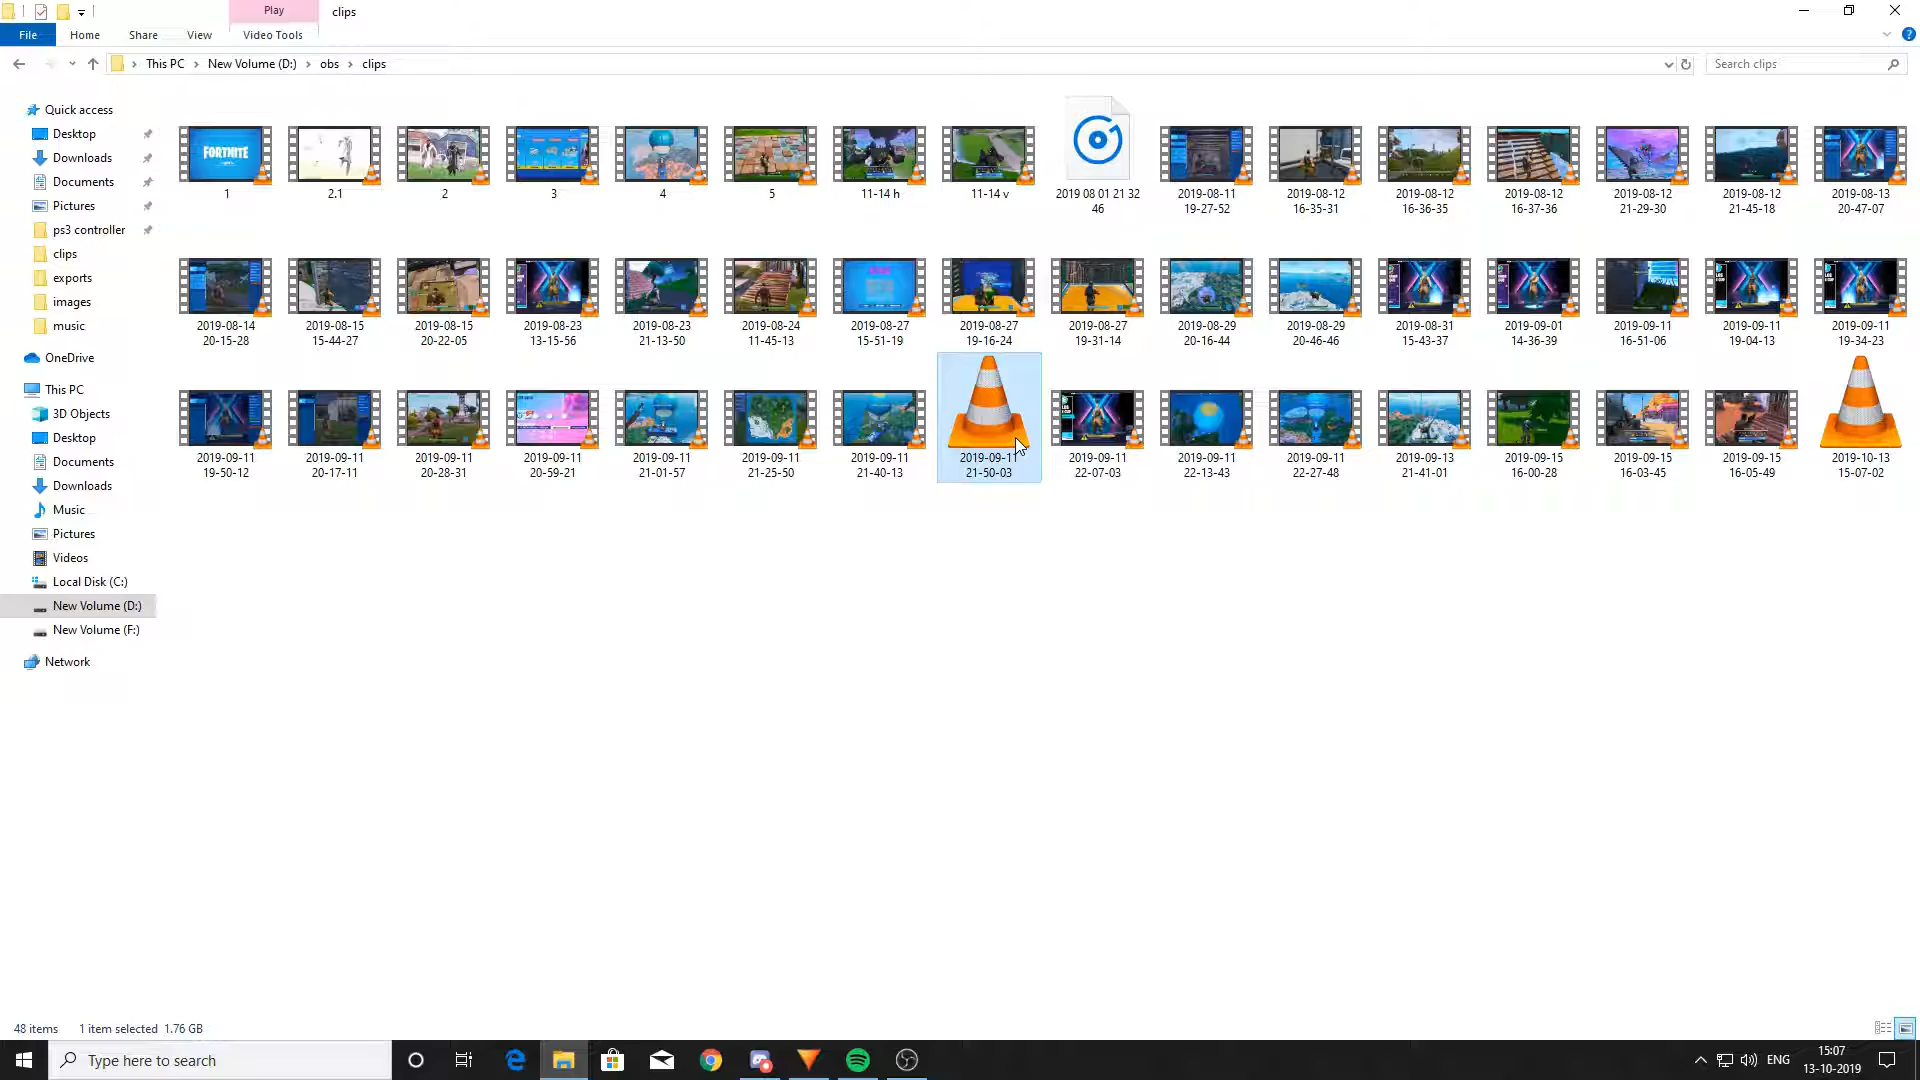 Play
clips
File
Home
Share
View
Video Tools
This PC
New Volume (D:)
obs
clips
Search clips
Quick access
Desktop
Downloads
Documents
Pictures
ps3 controller
clips
exports
images
music
OneDrive
This PC
3D Objects
Desktop
Documents
Downloads
Music
Pictures
Videos
Local Disk (C:)
New Volume (D:)
New Volume (F:)
Network
FORTNITE
1
2.1
2
3
4
5
11-14 h
11-14 v
2019 08 01 21 32
46
2019-08-11
19-27-52
2019-08-12
16-35-31
2019-08-12
16-36-35
2019-08-12
16-37-36
2019-08-12
21-29-30
2019-08-12
21-45-18
2019-08-13
20-47-07
2019-08-14
20-15-28
2019-08-15
15-44-27
2019-08-15
20-22-05
2019-08-23
13-15-56
2019-08-23
21-13-50
2019-08-24
11-45-13
2019-08-27
15-51-19
2019-08-27
19-16-24
2019-08-27
19-31-14
2019-08-29
20-16-44
2019-08-29
20-46-46
2019-08-31
15-43-37
2019-09-01
14-36-39
2019-09-11
16-51-06
2019-09-11
19-04-13
2019-09-11
19-34-23
2019-09-11
19-50-12
2019-09-11
20-17-11
2019-09-11
20-28-31
2019-09-11
20-59-21
2019-09-11
21-01-57
2019-09-11
21-25-50
2019-09-11
21-40-13
2019-09-11
21-50-03
2019-09-11
22-07-03
2019-09-11
22-13-43
2019-09-11
22-27-48
2019-09-13
21-41-01
2019-09-15
16-00-28
2019-09-15
16-03-45
2019-09-15
16-05-49
2019-10-13
15-07-02
48 items
1 item selected 1.76 GB
Type here to search
ENG
15:07
13-10-2019